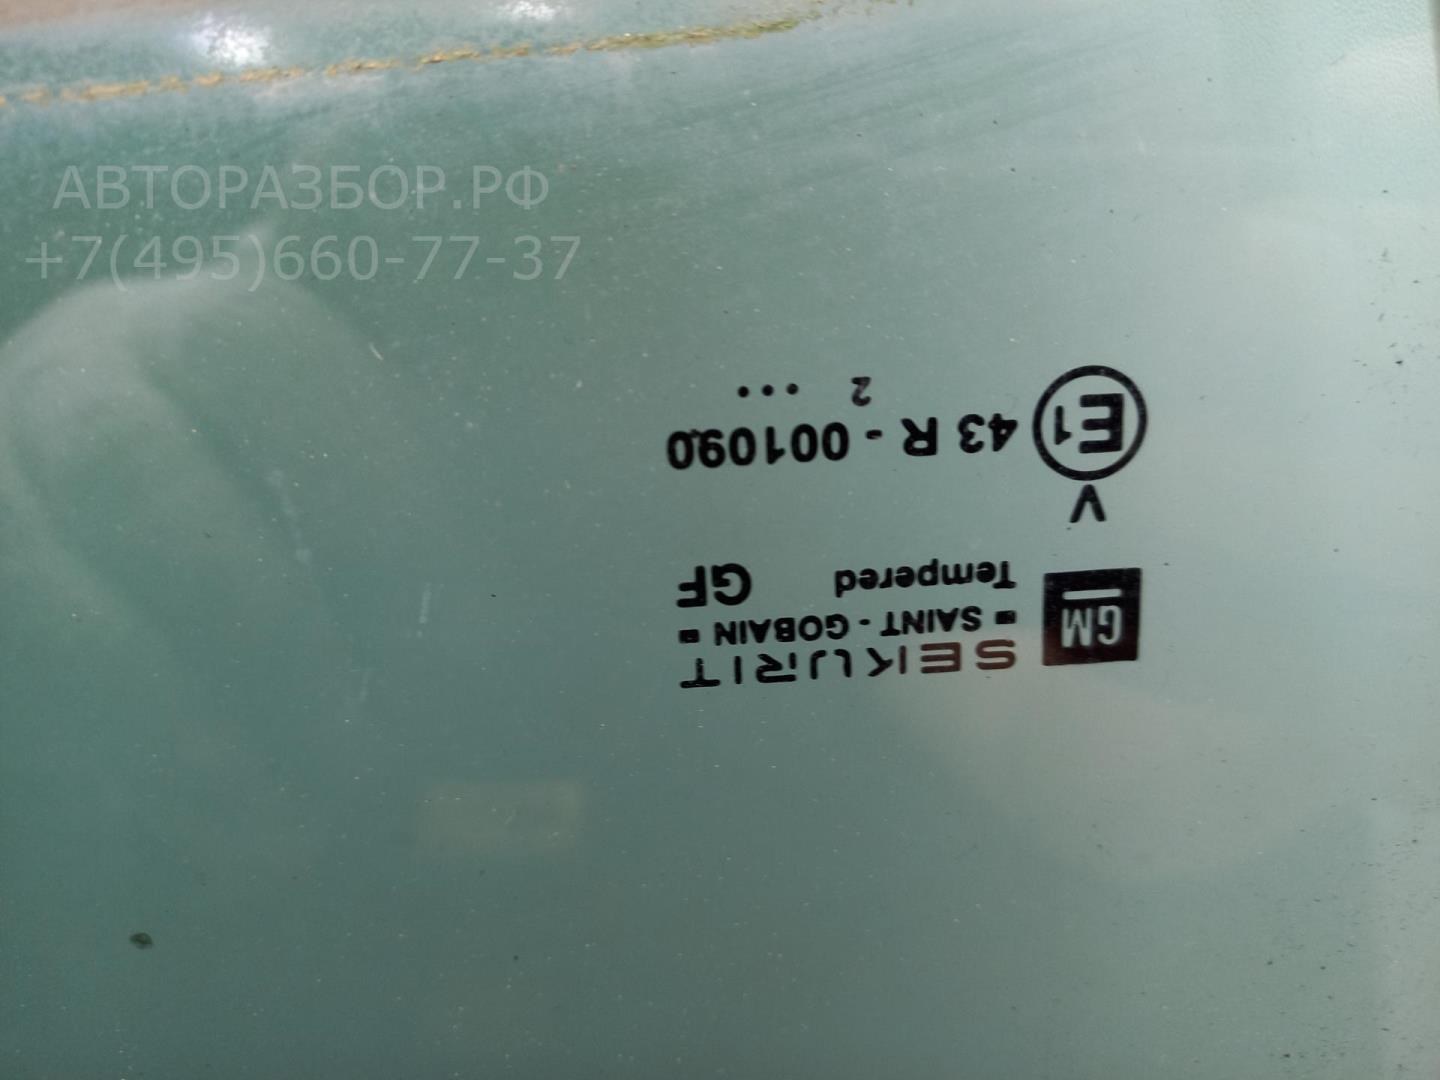 АВТОРАЗБОР.РФ
+7(495)660-77-37
GM SEKURIT
▪ SAINT - GOBAIN ▪
Tempered GF
V
E1 43 R - 001090
2 •••